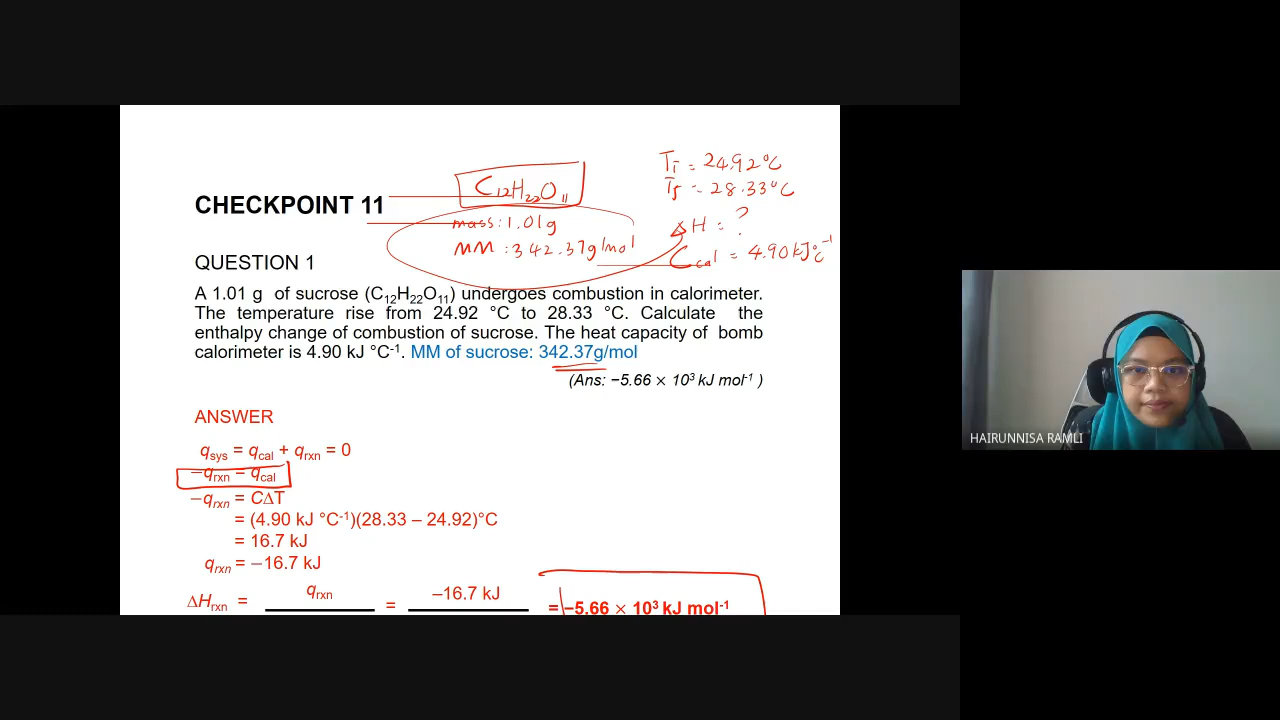 C12H22O11
mass: 1.01g
MM : 342.37g/mol
Ti = 24.92°C
Tf = 28.33°C
ΔH = ?
Ccal = 4.90 kJ°C-1
CHECKPOINT 11
QUESTION 1
A 1.01 g of sucrose (C12H22O11) undergoes combustion in calorimeter.
The temperature rise from 24.92 °C to 28.33 °C. Calculate the
enthalpy change of combustion of sucrose. The heat capacity of bomb
calorimeter is 4.90 kJ °C-1. MM of sucrose: 342.37g/mol
(Ans: −5.66 × 10³ kJ mol-1 )
ANSWER
qsys = qcal + qrxn = 0
−qrxn = qcal
−qrxn = CΔT
= (4.90 kJ °C-1)(28.33 – 24.92)°C
= 16.7 kJ
qrxn = −16.7 kJ
ΔHrxn = qrxn = −16.7 kJ = −5.66 × 10³ kJ mol-1
HAIRUNNISA RAMLI